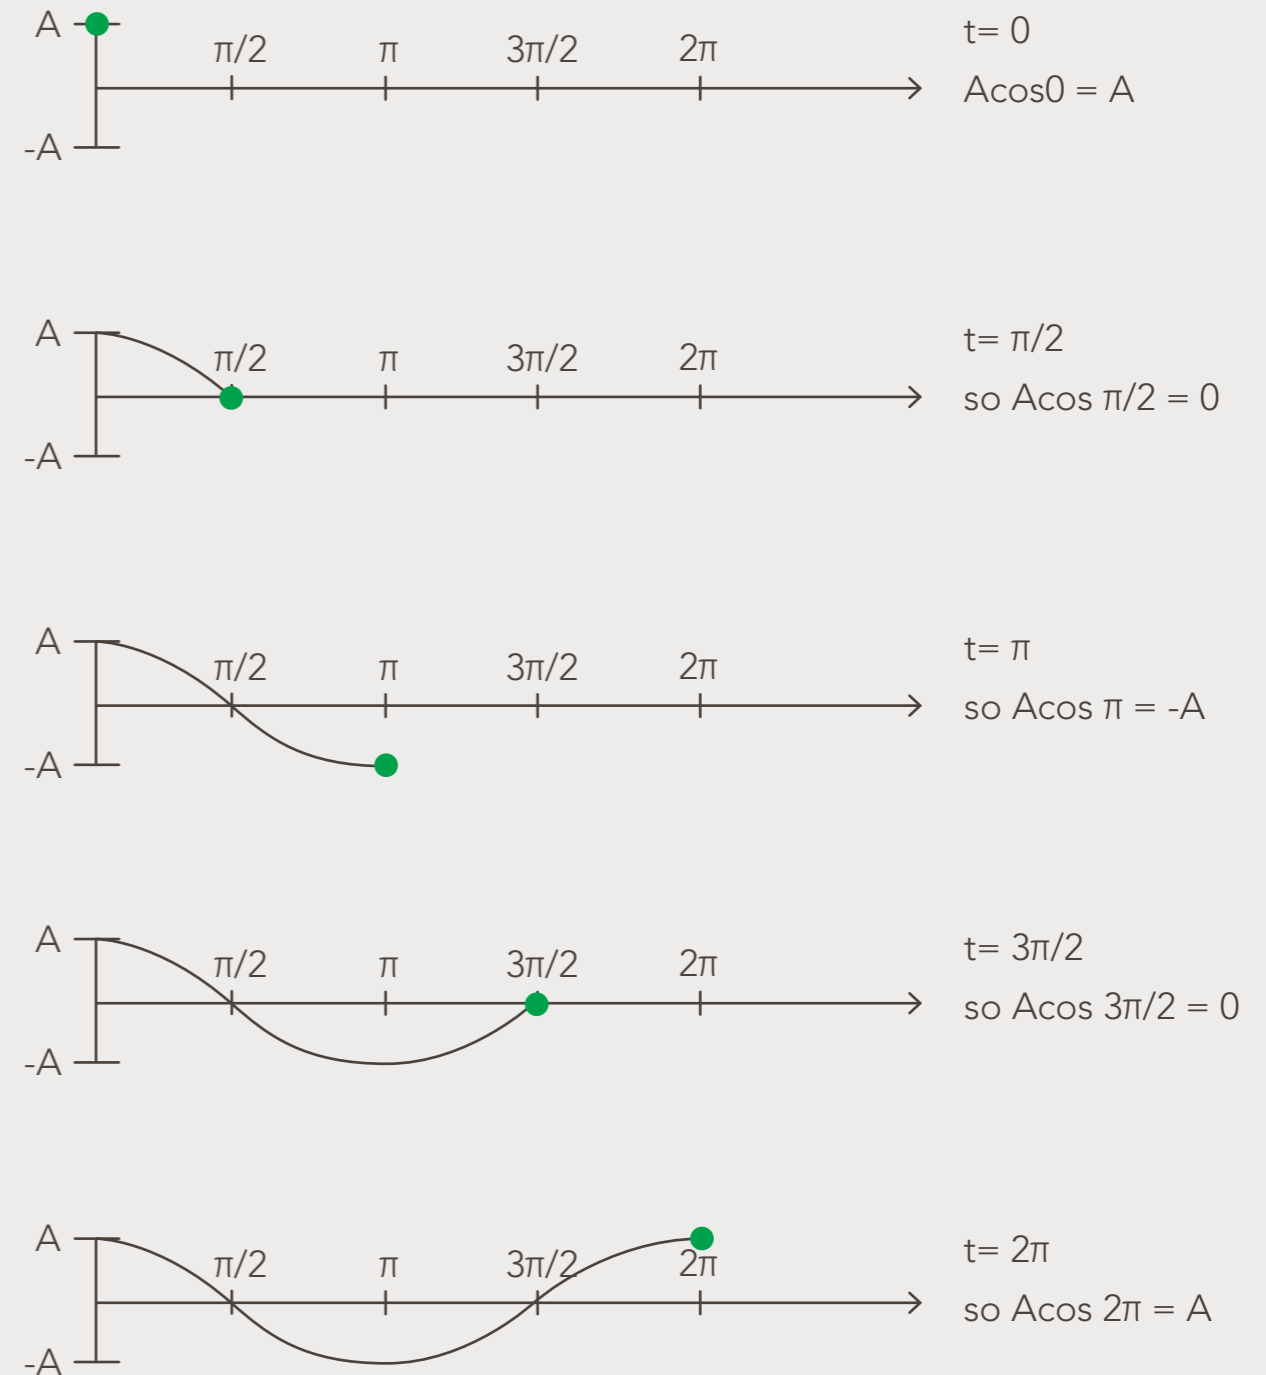 A
π/2 π 3π/2 2π
-A
t= 0
Acos0 = A
A
π/2 π 3π/2 2π
-A
t= π/2
so Acos π/2 = 0
A
π/2 π 3π/2 2π
-A
t= π
so Acos π = -A
A
π/2 π 3π/2 2π
-A
t= 3π/2
so Acos 3π/2 = 0
A
π/2 π 3π/2 2π
-A
t= 2π
so Acos 2π = A